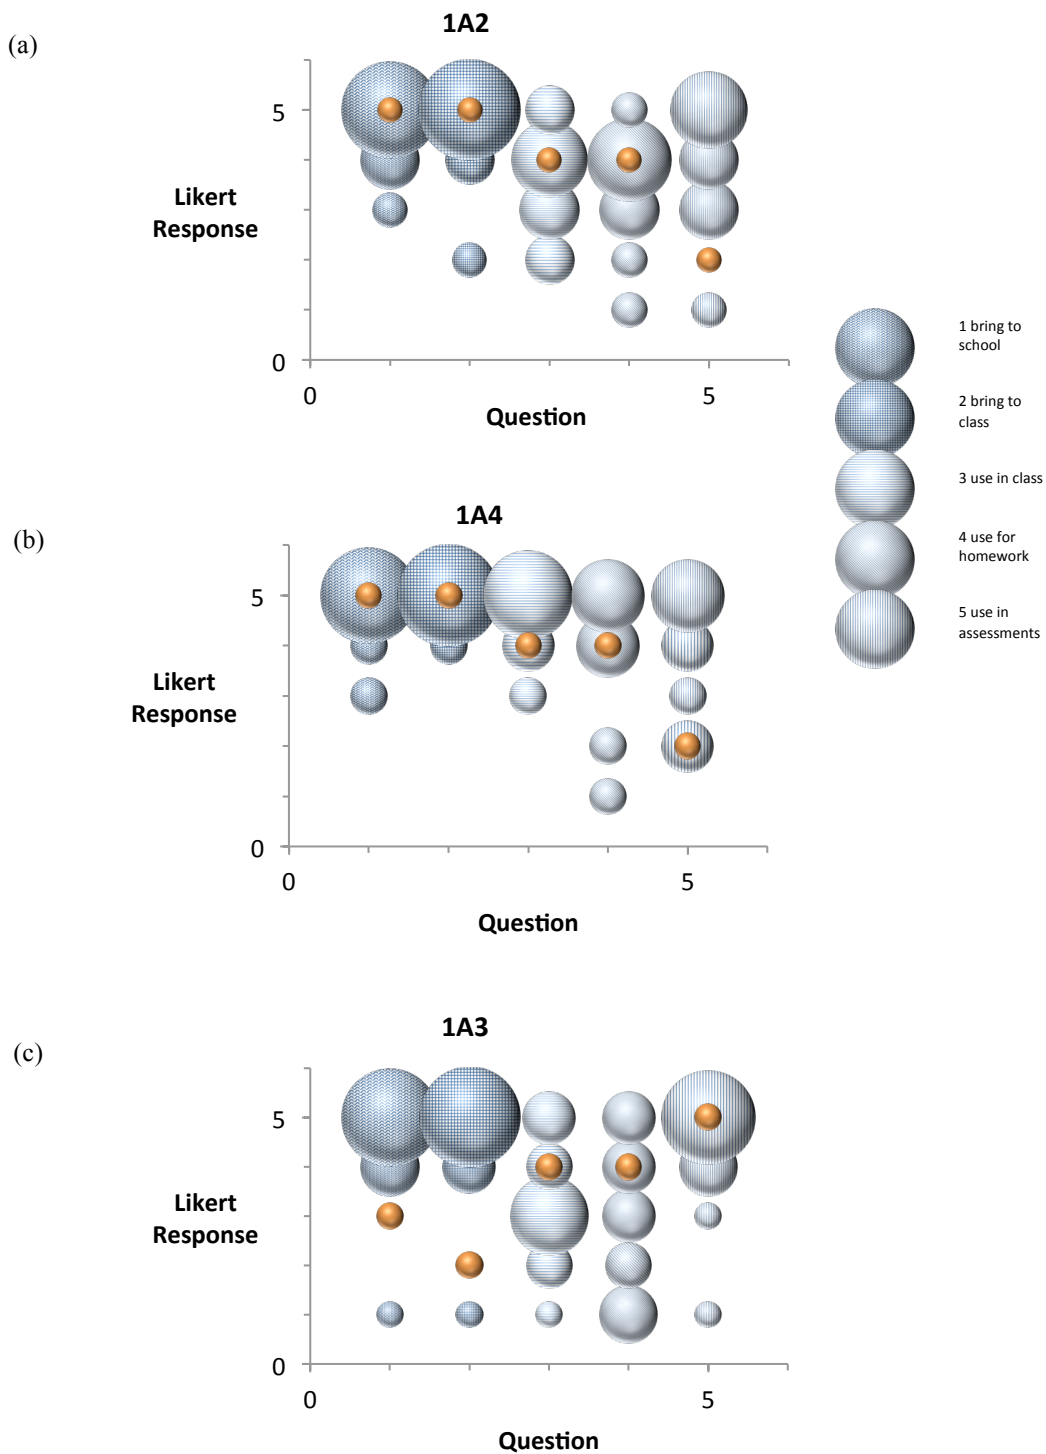 (a)
1A2
5
Likert
Response
0
0
5
Question
1 bring to
school
2 bring to
class
3 use in class
4 use for
homework
5 use in
assessments
(b)
1A4
5
Likert
Response
0
0
5
Question
(c)
1A3
5
Likert
Response
0
0
5
Question